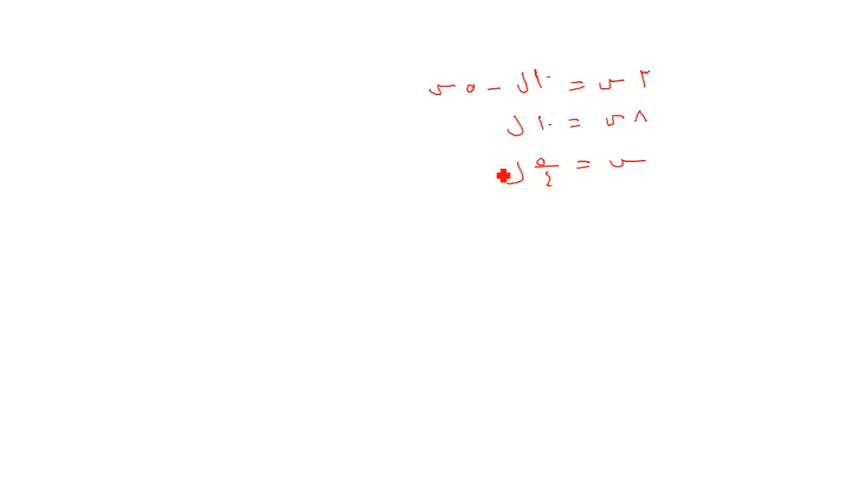 ٣ س = ١٠ ل − ٥ س
٨ س = ١٠ ل
س = ٥/٤ ل